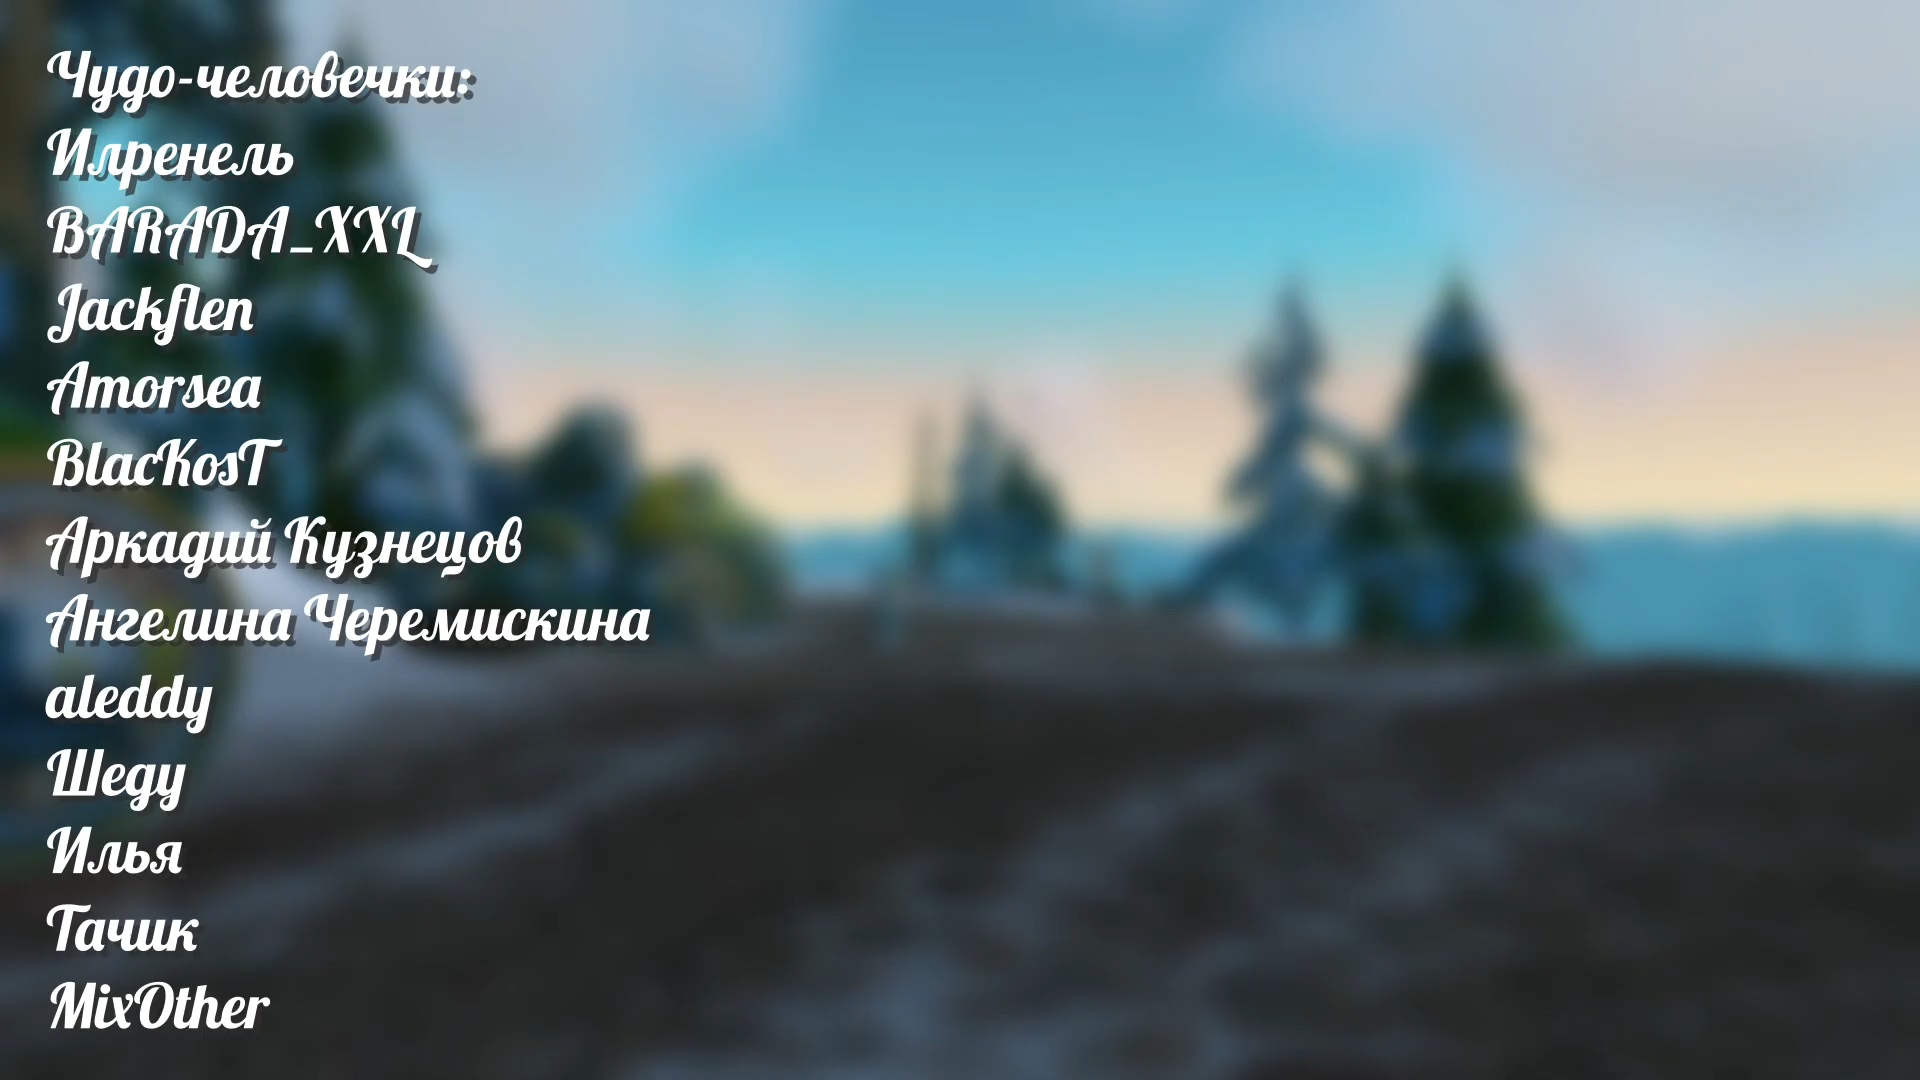 Чудо-человечки:
Илренель
BARADA_XXL
Jackflen
Amorsea
BlacKosT
Аркадий Кузнецов
Ангелина Черемискина
aleddy
Шеду
Илья
Тачик
MixOther